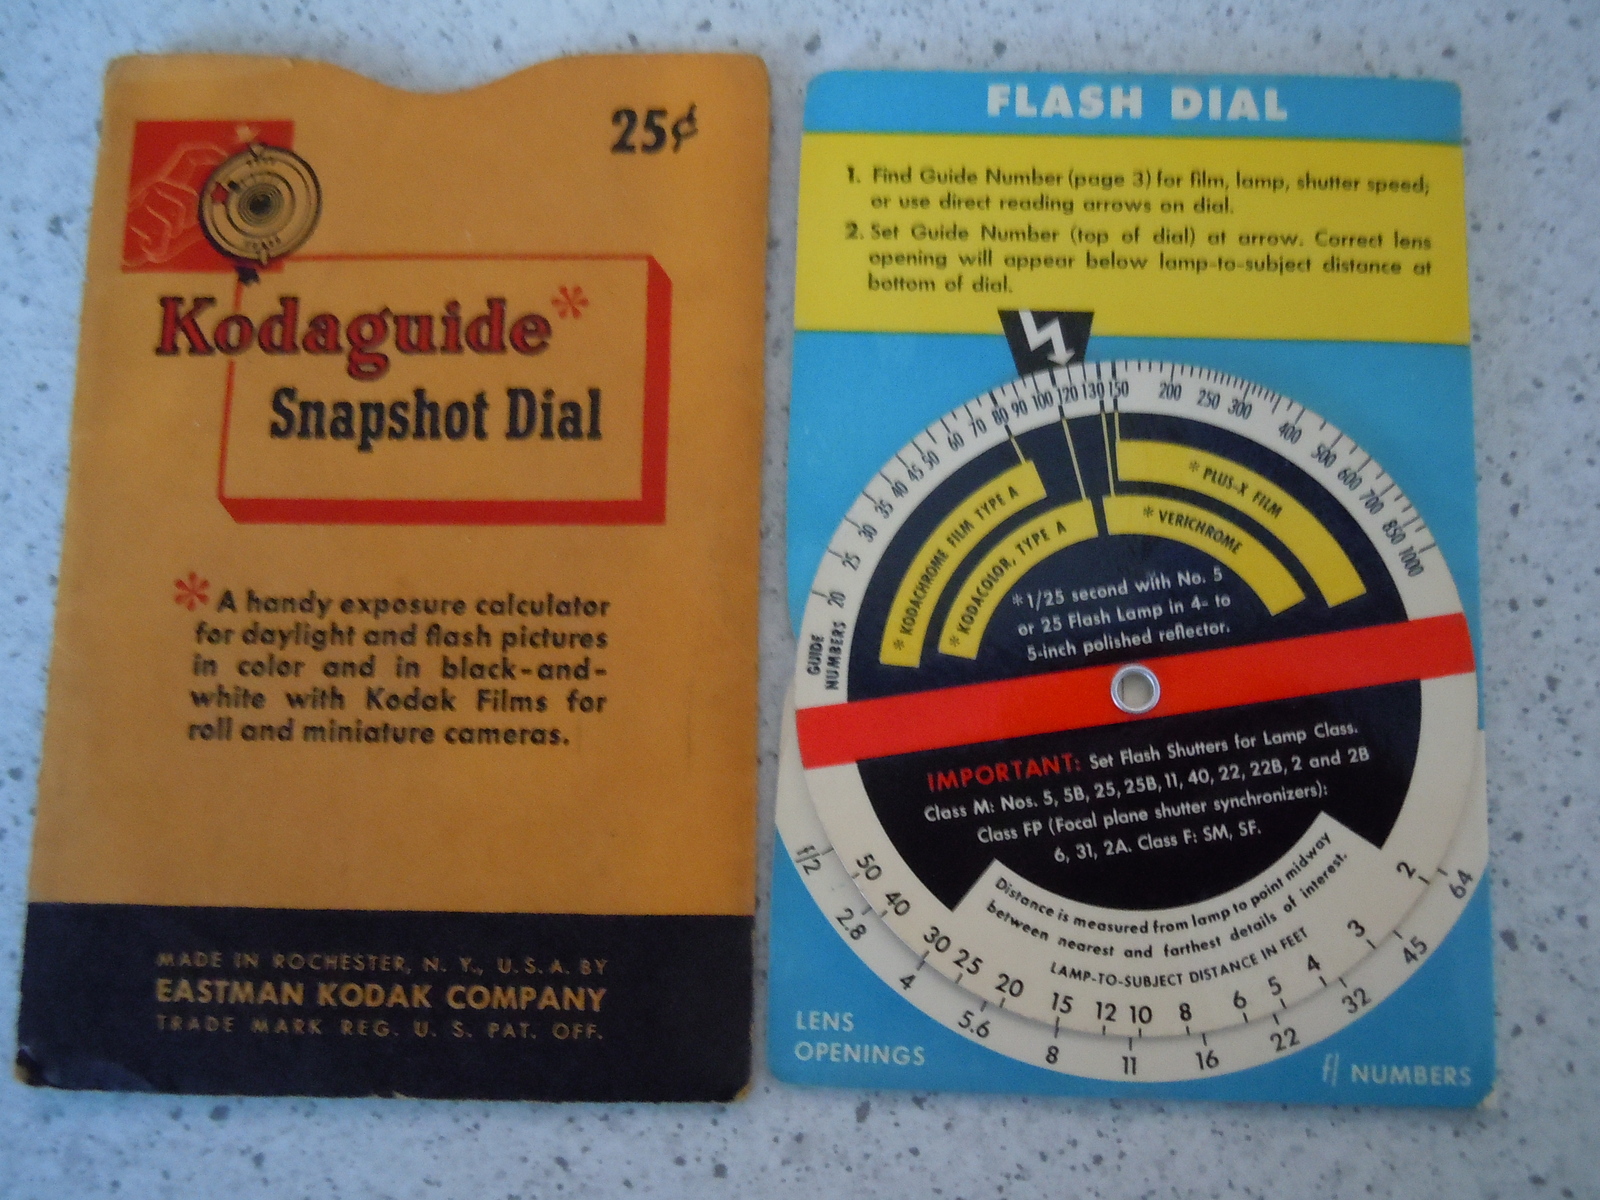 25¢
Kodaguide*
Snapshot Dial
* A handy exposure calculator
for daylight and flash pictures
in color and in black-and-
white with Kodak Films for
roll and miniature cameras.
MADE IN ROCHESTER, N. Y., U. S. A. BY
EASTMAN KODAK COMPANY
TRADE MARK REG. U. S. PAT. OFF.
FLASH DIAL
1. Find Guide Number (page 3) for film, lamp, shutter speed;
or use direct reading arrows on dial.
2. Set Guide Number (top of dial) at arrow. Correct lens
opening will appear below lamp-to-subject distance at
bottom of dial.
GUIDE
NUMBERS
20 25 30 35 40 45 50 60 70 80 90 100 120 130 150 200 250 300 400 500 600 700 850 1000
* KODACHROME FILM TYPE A
* KODACOLOR, TYPE A
* PLUS-X FILM
* VERICHROME
*1/25 second with No. 5
or 25 Flash Lamp in 4- to
5-inch polished reflector.
IMPORTANT: Set Flash Shutters for Lamp Class.
Class M: Nos. 5, 5B, 25, 25B, 11, 40, 22, 22B, 2 and 2B
Class FP (Focal plane shutter synchronizers):
6, 31, 2A. Class F: SM, SF.
Distance is measured from lamp to point midway
between nearest and farthest details of interest.
LAMP-TO-SUBJECT DISTANCE IN FEET
50 40 30 25 20 15 12 10 8 6 5 4 3 2
f/2 2.8 4 5.6 8 11 16 22 32 45 64
LENS
OPENINGS
f/ NUMBERS